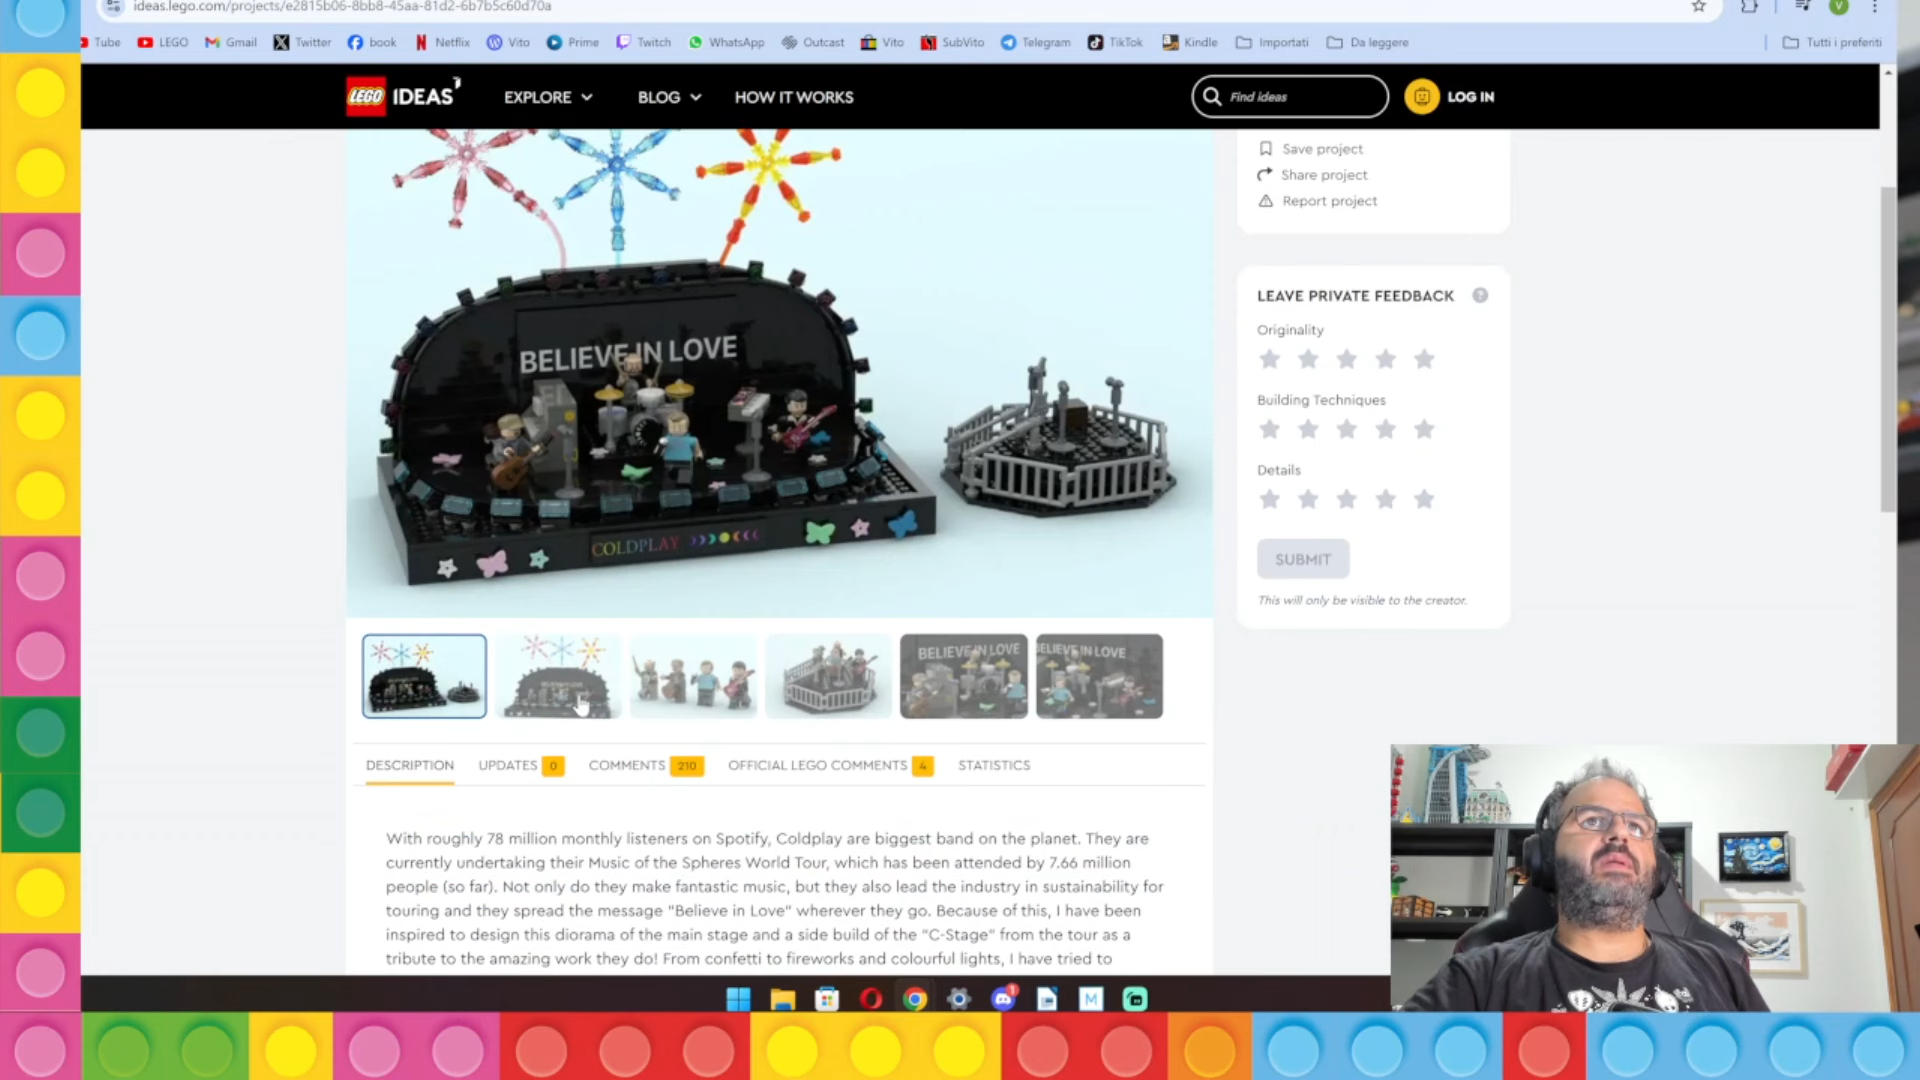 ideas.lego.com/projects/e2815b06-8bb8-45aa-81d2-6b7b5c60d70a
V
Tube
LEGO
Gmail
Twitter
book
Netflix
Vito
Prime
Twitch
WhatsApp
Outcast
Vito
SubVito
Telegram
TikTok
Kindle
Importati
Da leggere
Tutti i preferiti
LEGO IDEAS
EXPLORE
BLOG
HOW IT WORKS
Find ideas
LOG IN
Save project
Share project
Report project
BELIEVE IN LOVE
COLDPLAY
LEAVE PRIVATE FEEDBACK ?
Originality
Building Techniques
Details
SUBMIT
This will only be visible to the creator.
BELIEVE IN LOVE
BELIEVE IN LOVE
DESCRIPTION
UPDATES 0
COMMENTS 210
OFFICIAL LEGO COMMENTS 4
STATISTICS
With roughly 78 million monthly listeners on Spotify, Coldplay are biggest band on the planet. They are
currently undertaking their Music of the Spheres World Tour, which has been attended by 7.66 million
people (so far). Not only do they make fantastic music, but they also lead the industry in sustainability for
touring and they spread the message "Believe in Love" wherever they go. Because of this, I have been
inspired to design this diorama of the main stage and a side build of the "C-Stage" from the tour as a
tribute to the amazing work they do! From confetti to fireworks and colourful lights, I have tried to
1
M